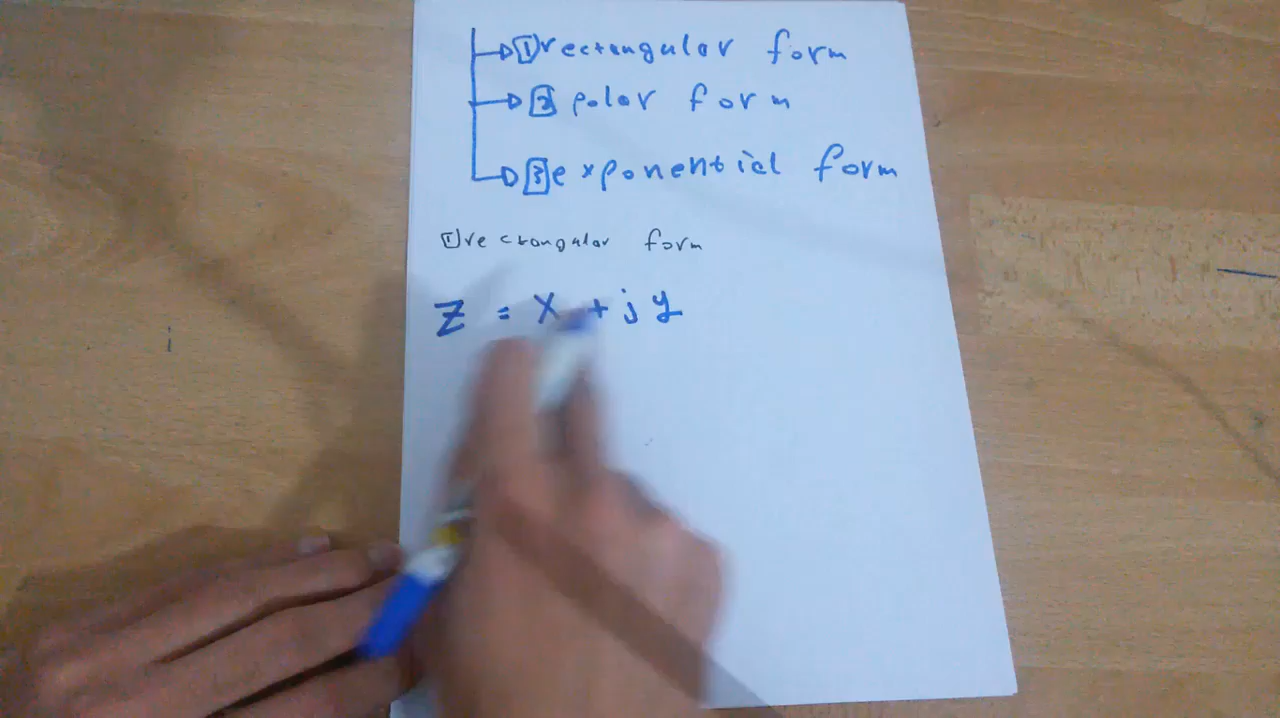 1 rectangular form
2 polar form
3 exponential form
1 rectangular form
Z = X + j y